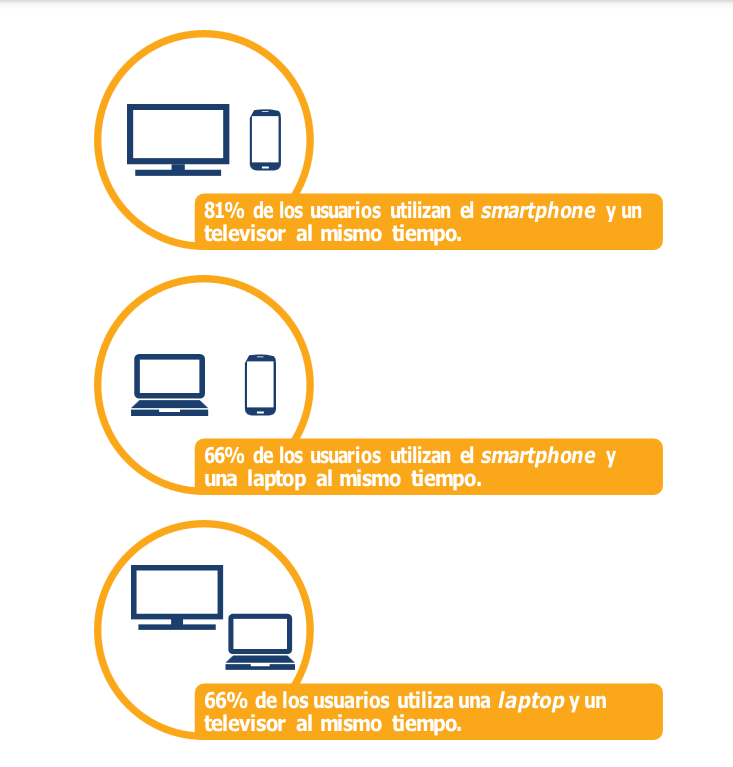 81% de los usuarios utilizan el smartphone y un
televisor al mismo tiempo.
66% de los usuarios utilizan el smartphone y
una laptop al mismo tiempo.
66% de los usuarios utiliza una laptop y un
televisor al mismo tiempo.